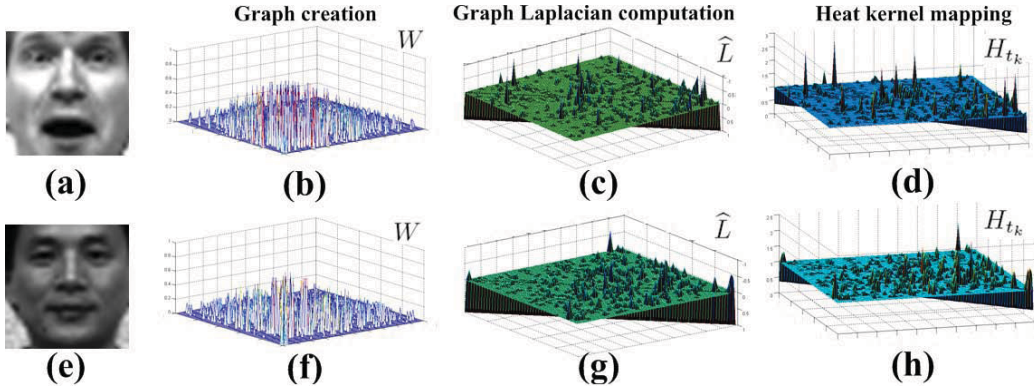 Graph creation Graph Laplacian computation Heat kernel mapping
W L̂ H_{t_k}
(a) (b) (c) (d)
W L̂ H_{t_k}
(e) (f) (g) (h)